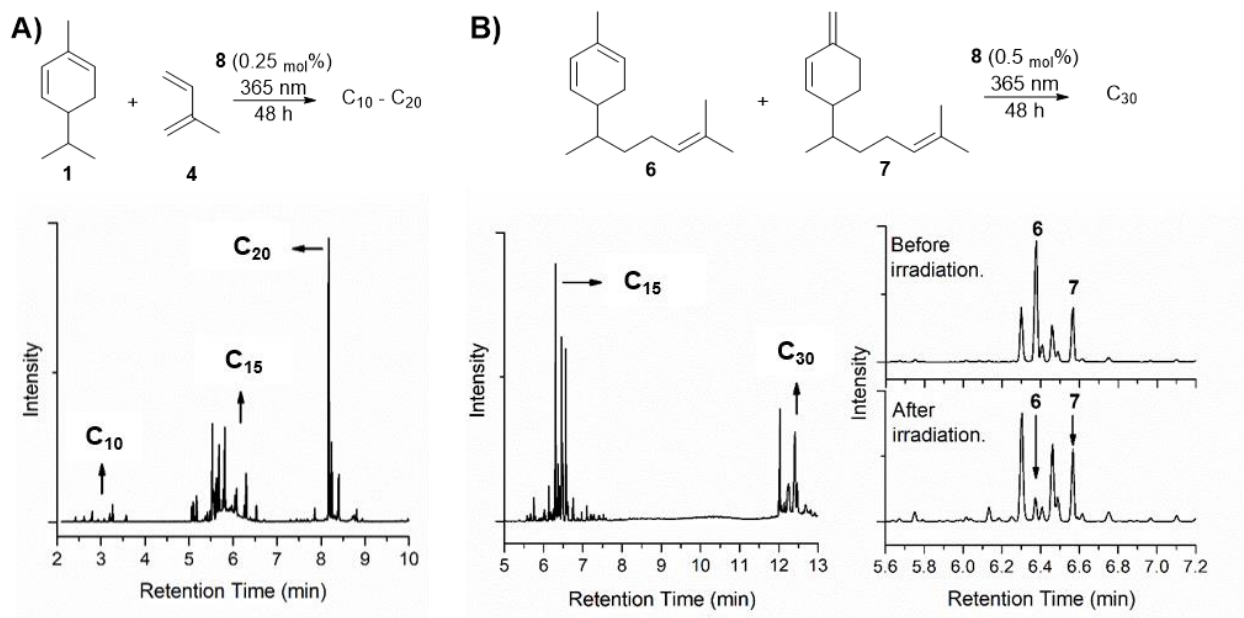 A)
8 (0.25 mol%)
365 nm
48 h
+
C10 - C20
1
4
B)
8 (0.5 mol%)
365 nm
48 h
+
C30
6
7
Intensity
C10
C15
C20
2 3 4 5 6 7 8 9 10
Retention Time (min)
Intensity
C15
C30
5 6 7 8 9 10 11 12 13
Retention Time (min)
Intensity
Before
irradiation.
6
7
After
irradiation.
6
7
5.6 5.8 6.0 6.2 6.4 6.6 6.8 7.0 7.2
Retention Time (min)